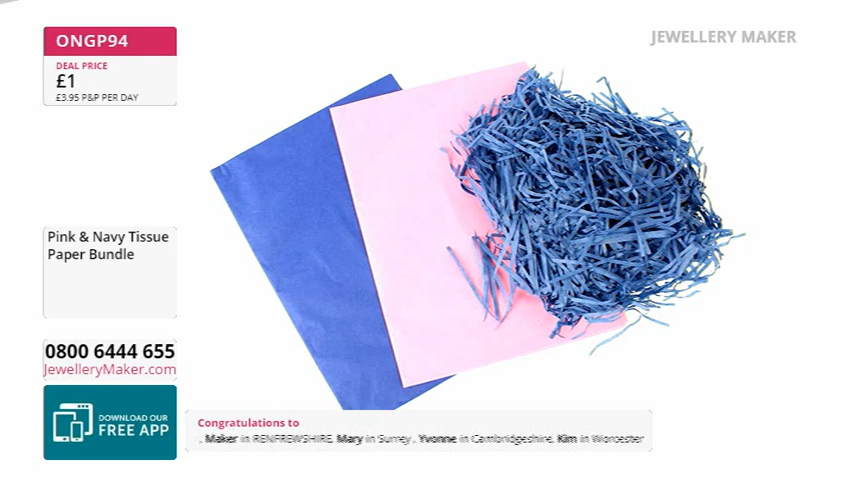 ONGP94
DEAL PRICE
£1
£3.95 P&P PER DAY
JEWELLERY MAKER
Pink & Navy Tissue
Paper Bundle
0800 6444 655
JewelleryMaker.com
DOWNLOAD OUR
FREE APP
Congratulations to
, Maker in RENFREWSHIRE, Mary in Surrey , Yvonne in Cambridgeshire, Kim in Worcester